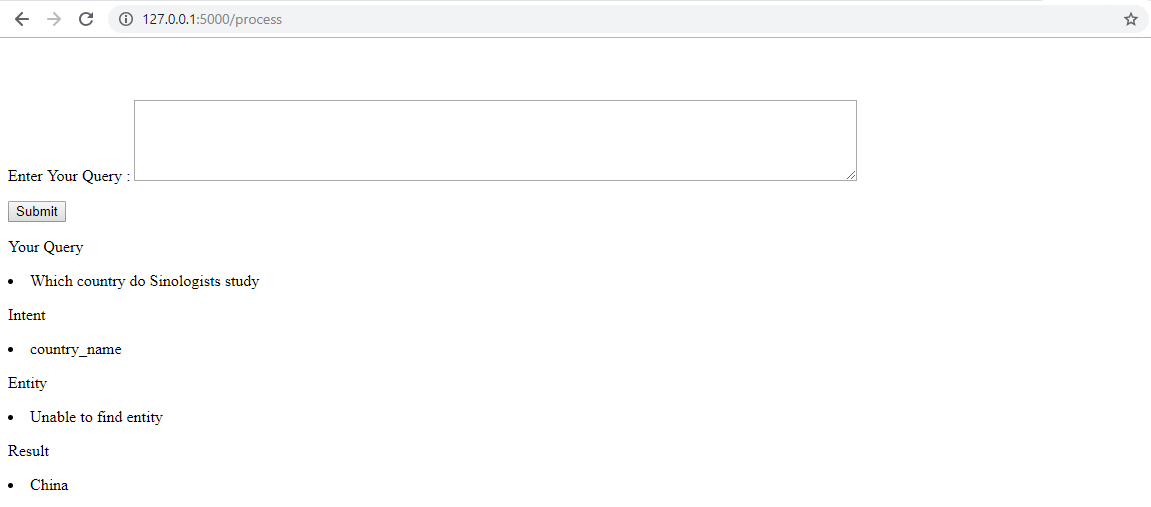 127.0.0.1:5000/process
Enter Your Query :
Submit
Your Query
Which country do Sinologists study
Intent
country_name
Entity
Unable to find entity
Result
China